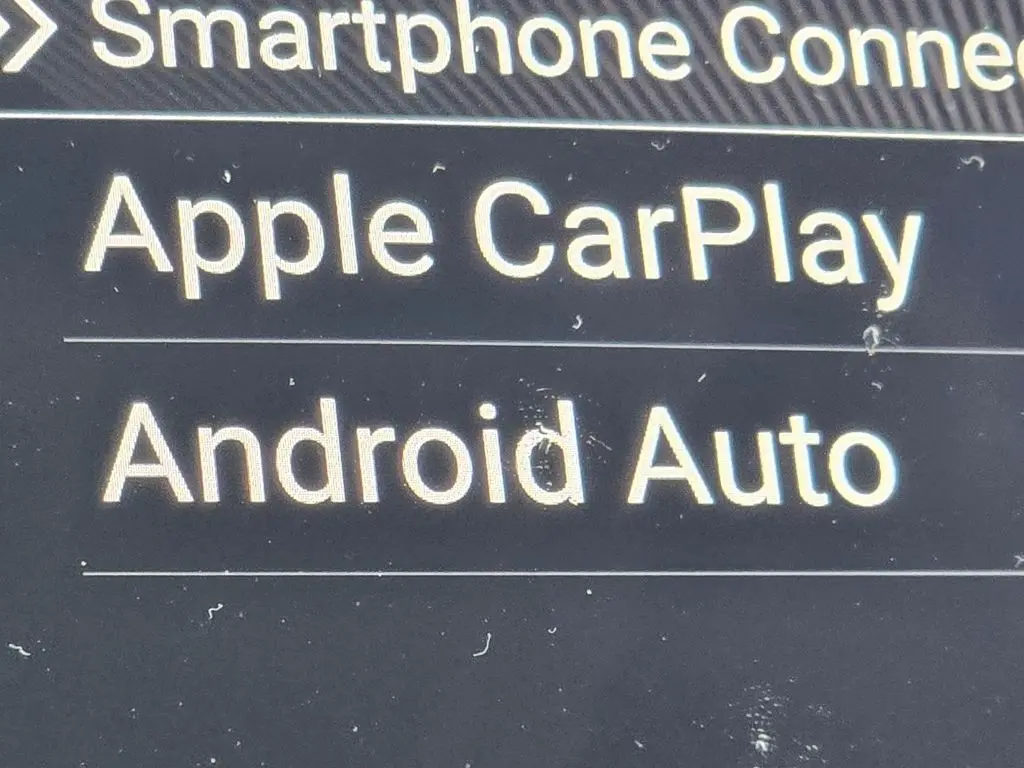 Smartphone Connec
Apple CarPlay
Android Auto